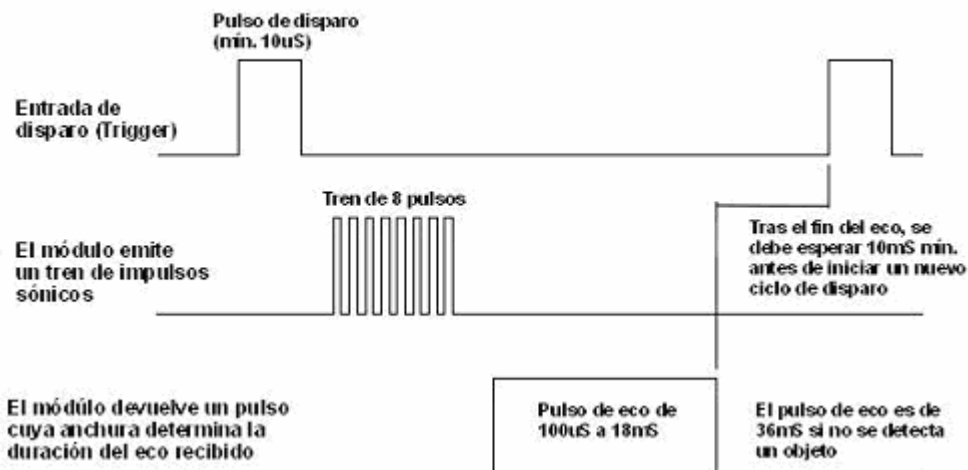 Pulso de disparo
(mín. 10uS)
Entrada de
disparo (Trigger)
Tren de 8 pulsos
El módulo emite
un tren de impulsos
sónicos
Tras el fin del eco, se
debe esperar 10mS mín.
antes de iniciar un nuevo
ciclo de disparo
El módúlo devuelve un pulso
cuya anchura determina la
duración del eco recibido
Pulso de eco de
100uS a 18mS
El pulso de eco es de
36mS si no se detecta
un objeto